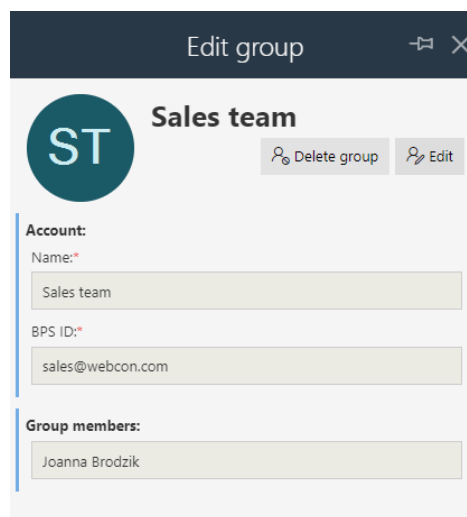 Edit group
ST
Sales team
Delete group
Edit
Account:
Name:*
Sales team
BPS ID:*
sales@webcon.com
Group members:
Joanna Brodzik